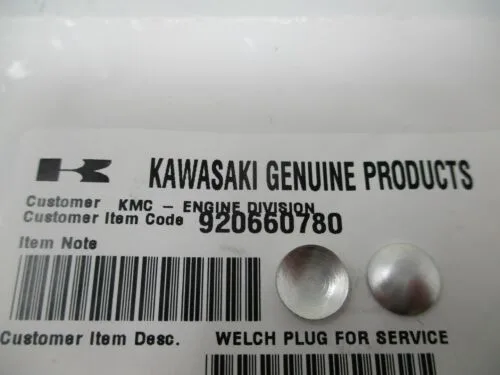 KAWASAKI GENUINE PRODUCTS
Customer KMC - ENGINE DIVISION
Customer Item Code 920660780
Item Note
Customer Item Desc. WELCH PLUG FOR SERVICE